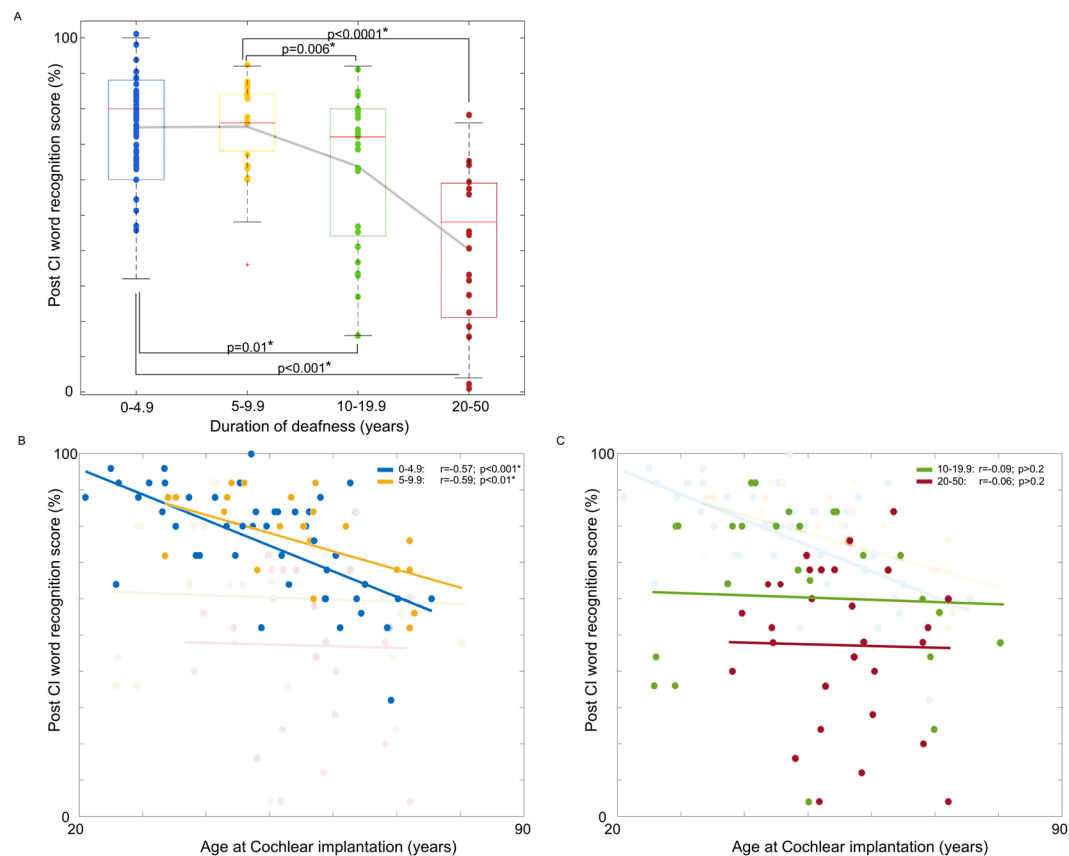 A
100
p<0.0001*
p=0.006*
Post CI word recognition score (%)
p=0.01*
p<0.001*
0
0-4.9
5-9.9
10-19.9
20-50
Duration of deafness (years)
B
100
0-4.9: r=-0.57; p<0.001*
5-9.9: r=-0.59; p<0.01*
Post CI word recognition score (%)
0
20
90
Age at Cochlear implantation (years)
C
100
10-19.9: r=-0.09; p>0.2
20-50: r=-0.06; p>0.2
Post CI word recognition score (%)
0
20
90
Age at Cochlear implantation (years)